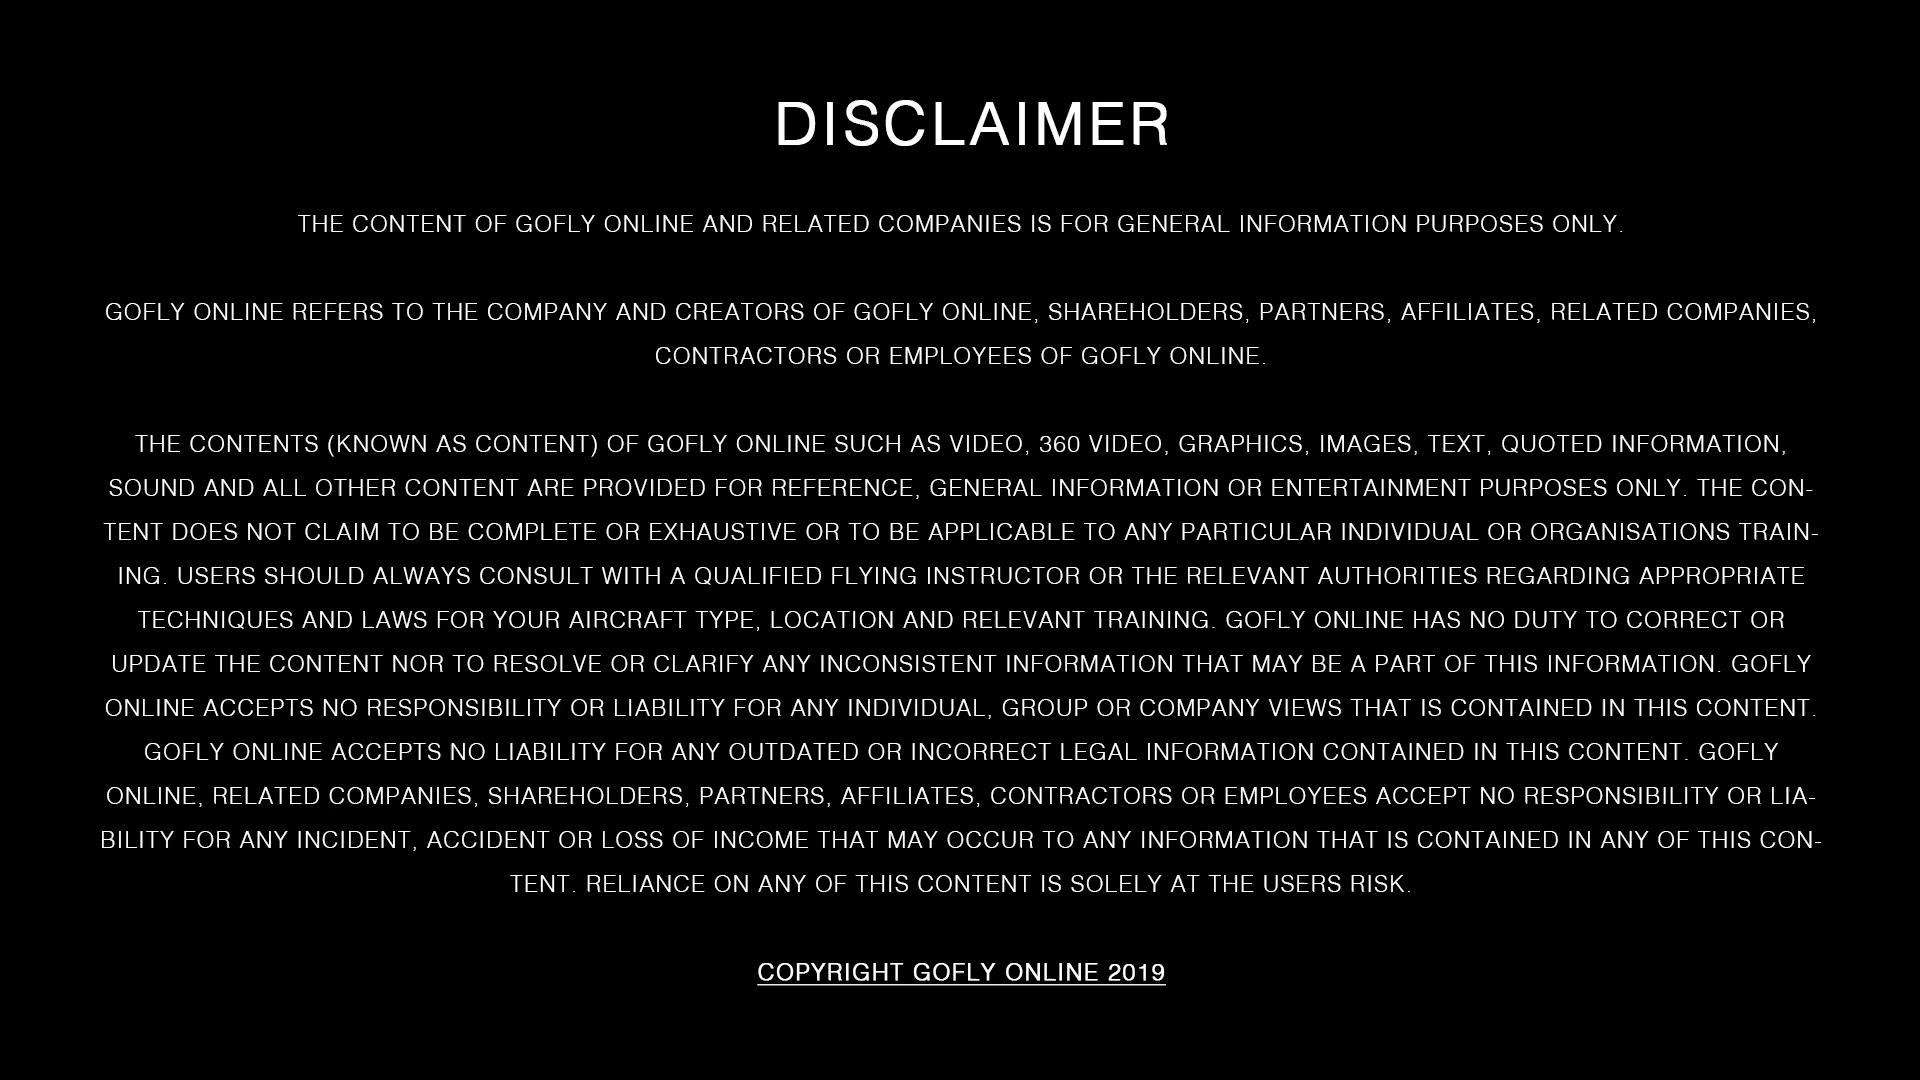 DISCLAIMER
THE CONTENT OF GOFLY ONLINE AND RELATED COMPANIES IS FOR GENERAL INFORMATION PURPOSES ONLY.
GOFLY ONLINE REFERS TO THE COMPANY AND CREATORS OF GOFLY ONLINE, SHAREHOLDERS, PARTNERS, AFFILIATES, RELATED COMPANIES,
CONTRACTORS OR EMPLOYEES OF GOFLY ONLINE.
THE CONTENTS (KNOWN AS CONTENT) OF GOFLY ONLINE SUCH AS VIDEO, 360 VIDEO, GRAPHICS, IMAGES, TEXT, QUOTED INFORMATION,
SOUND AND ALL OTHER CONTENT ARE PROVIDED FOR REFERENCE, GENERAL INFORMATION OR ENTERTAINMENT PURPOSES ONLY. THE CON-
TENT DOES NOT CLAIM TO BE COMPLETE OR EXHAUSTIVE OR TO BE APPLICABLE TO ANY PARTICULAR INDIVIDUAL OR ORGANISATIONS TRAIN-
ING. USERS SHOULD ALWAYS CONSULT WITH A QUALIFIED FLYING INSTRUCTOR OR THE RELEVANT AUTHORITIES REGARDING APPROPRIATE
TECHNIQUES AND LAWS FOR YOUR AIRCRAFT TYPE, LOCATION AND RELEVANT TRAINING. GOFLY ONLINE HAS NO DUTY TO CORRECT OR
UPDATE THE CONTENT NOR TO RESOLVE OR CLARIFY ANY INCONSISTENT INFORMATION THAT MAY BE A PART OF THIS INFORMATION. GOFLY
ONLINE ACCEPTS NO RESPONSIBILITY OR LIABILITY FOR ANY INDIVIDUAL, GROUP OR COMPANY VIEWS THAT IS CONTAINED IN THIS CONTENT.
GOFLY ONLINE ACCEPTS NO LIABILITY FOR ANY OUTDATED OR INCORRECT LEGAL INFORMATION CONTAINED IN THIS CONTENT. GOFLY
ONLINE, RELATED COMPANIES, SHAREHOLDERS, PARTNERS, AFFILIATES, CONTRACTORS OR EMPLOYEES ACCEPT NO RESPONSIBILITY OR LIA-
BILITY FOR ANY INCIDENT, ACCIDENT OR LOSS OF INCOME THAT MAY OCCUR TO ANY INFORMATION THAT IS CONTAINED IN ANY OF THIS CON-
TENT. RELIANCE ON ANY OF THIS CONTENT IS SOLELY AT THE USERS RISK.
COPYRIGHT GOFLY ONLINE 2019